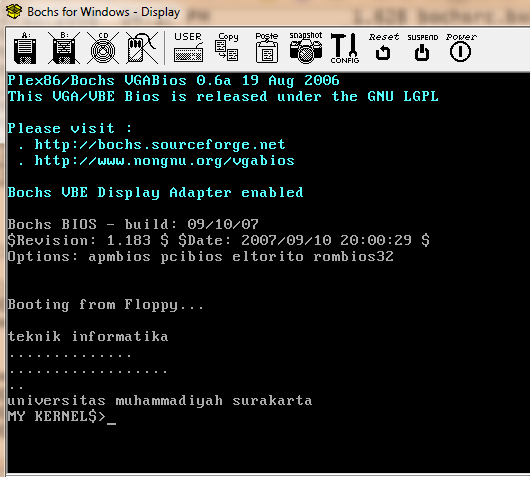 Bochs for Windows - Display
A: B: CD USER Copy Paste Snapshot CONFIG Reset SUSPEND Power
Plex86/Bochs VGABios 0.6a 19 Aug 2006
This VGA/VBE Bios is released under the GNU LGPL
Please visit :
. http://bochs.sourceforge.net
. http://www.nongnu.org/vgabios
Bochs VBE Display Adapter enabled
Bochs BIOS - build: 09/10/07
$Revision: 1.183 $ $Date: 2007/09/10 20:00:29 $
Options: apmbios pcibios eltorito rombios32
Booting from Floppy...
teknik informatika
..............
..................
..
universitas muhammadiyah surakarta
MY KERNEL$>_